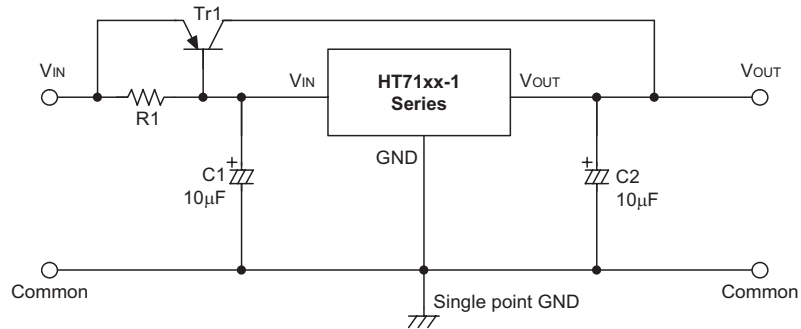 Tr1
VIN
R1
VIN
HT71xx-1
Series
VOUT
VOUT
GND
+
C1
10μF
+
C2
10μF
Common
Single point GND
Common